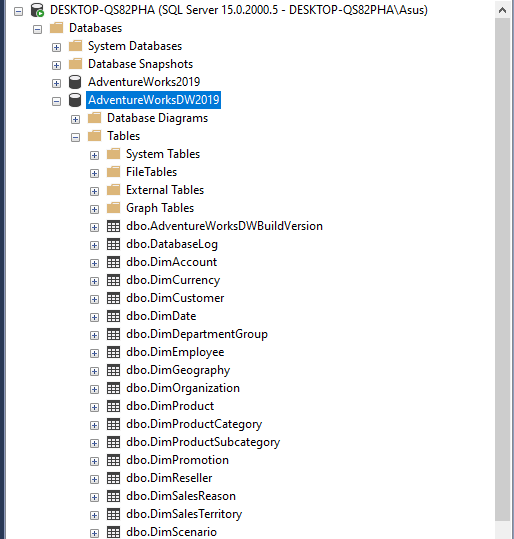 DESKTOP-QS82PHA (SQL Server 15.0.2000.5 - DESKTOP-QS82PHA\Asus)
Databases
System Databases
Database Snapshots
AdventureWorks2019
AdventureWorksDW2019
Database Diagrams
Tables
System Tables
FileTables
External Tables
Graph Tables
dbo.AdventureWorksDWBuildVersion
dbo.DatabaseLog
dbo.DimAccount
dbo.DimCurrency
dbo.DimCustomer
dbo.DimDate
dbo.DimDepartmentGroup
dbo.DimEmployee
dbo.DimGeography
dbo.DimOrganization
dbo.DimProduct
dbo.DimProductCategory
dbo.DimProductSubcategory
dbo.DimPromotion
dbo.DimReseller
dbo.DimSalesReason
dbo.DimSalesTerritory
dbo.DimScenario